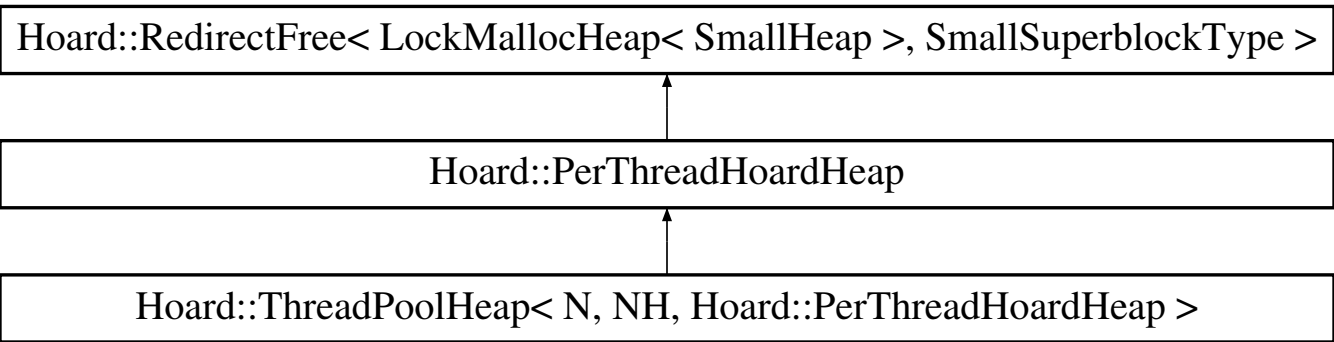 Hoard::RedirectFree< LockMallocHeap< SmallHeap >, SmallSuperblockType >
Hoard::PerThreadHoardHeap
Hoard::ThreadPoolHeap< N, NH, Hoard::PerThreadHoardHeap >